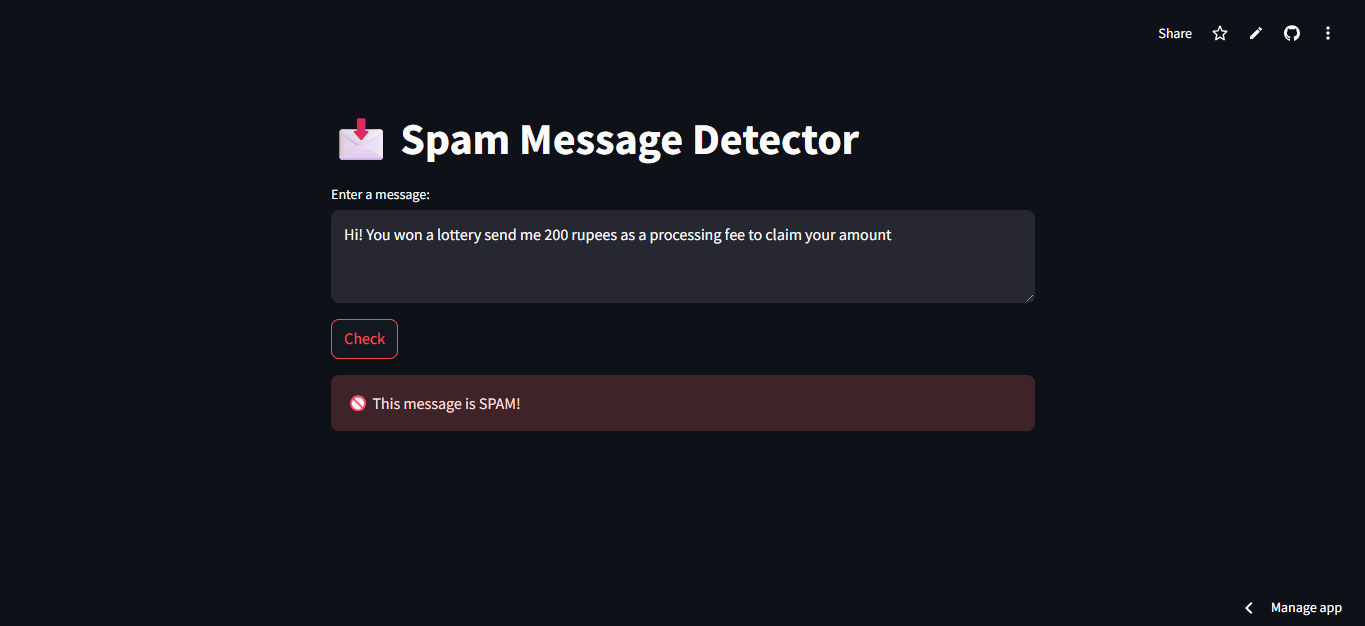 Share
Spam Message Detector
Enter a message:
Hi! You won a lottery send me 200 rupees as a processing fee to claim your amount
Check
This message is SPAM!
Manage app